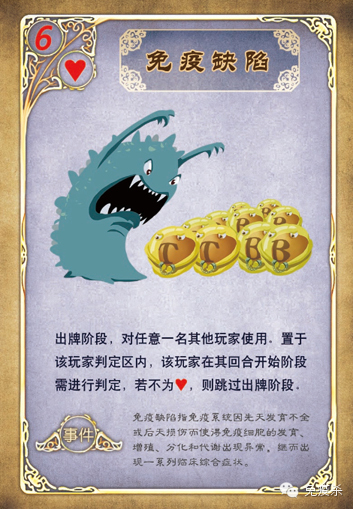 6
免疫缺陷
C C B B
出牌阶段，对任意一名其他玩家使用。置于
该玩家判定区内，该玩家在其回合开始阶段
需进行判定，若不为♥，则跳过出牌阶段。
事件
免疫缺陷指免疫系统因先天发育不全
或后天损伤而使得免疫细胞的发育、
增殖、分化和代谢出现异常，继而出
现一系列临床综合症状。
免疫杀